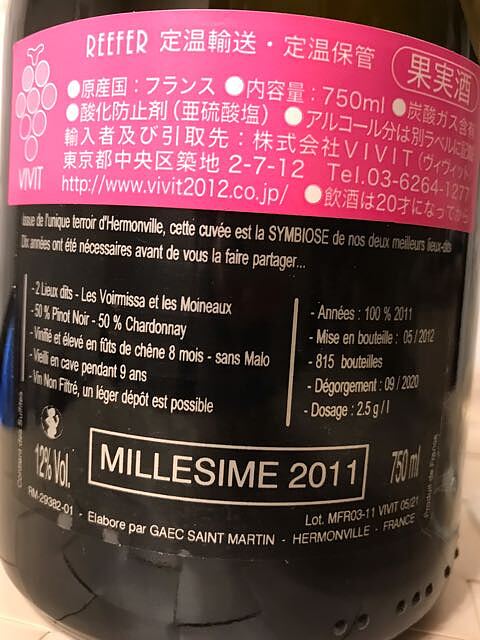 REEFER 定温輸送・定温保管
果実酒
●原産国：フランス ●内容量：750ml ●炭酸ガス含有
●酸化防止剤（亜硫酸塩） ●アルコール分は別ラベルに記載
輸入者及び引取先：株式会社VIVIT（ヴィヴィット）
東京都中央区築地 2-7-12 Tel.03-6264-1277
http://www.vivit2012.co.jp/ ●飲酒は20才になってから
VIVIT
issue de l'unique terroir d'Hermonville, cette cuvée est la SYMBIOSE de nos deux meilleurs lieux-dits
Dix années ont été nécessaires avant de vous la faire partager...
- 2 Lieux dits - Les Voirmissa et les Moineaux
- 50 % Pinot Noir - 50 % Chardonnay
- Vinifié et élevé en fûts de chêne 8 mois - sans Malo
- Vieilli en cave pendant 9 ans
- Vin Non Filtré, un léger dépôt est possible
- Années : 100 % 2011
- Mise en bouteille : 05 / 2012
- 815 bouteilles
- Dégorgement : 09 / 2020
- Dosage : 2.5 g / l
Contient des Sulfites
12% Vol.
MILLESIME 2011
750 ml
Produit de France
RM-29382-01 - Elabore par GAEC SAINT MARTIN - HERMONVILLE - FRANCE
Lot. MFR03-11 VIVIT 05/21